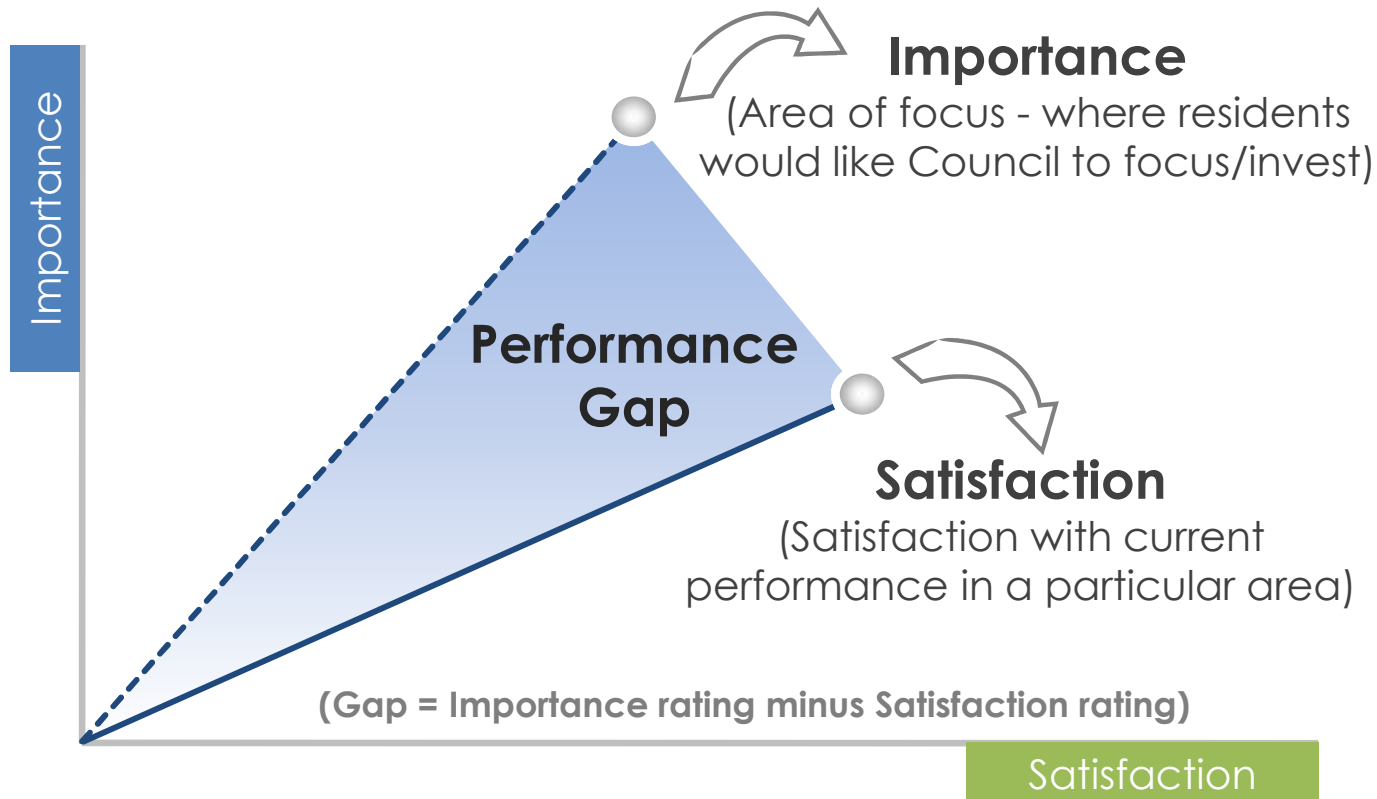 Importance
Importance
(Area of focus - where residents
would like Council to focus/invest)
Performance
Gap
Satisfaction
(Satisfaction with current
performance in a particular area)
(Gap = Importance rating minus Satisfaction rating)
Satisfaction